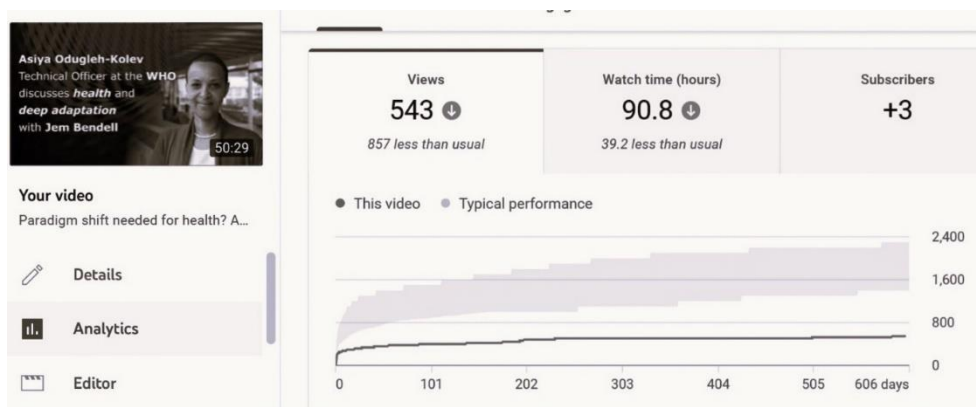 Asiya Odugleh-Kolev
Technical Officer at the WHO
discusses health and
deep adaptation
with Jem Bendell
50:29
Your video
Paradigm shift needed for health? A...
Details
Analytics
Editor
Views
543
857 less than usual
Watch time (hours)
90.8
39.2 less than usual
Subscribers
+3
This video
Typical performance
2,400
1,600
800
0
0 101 202 303 404 505 606 days